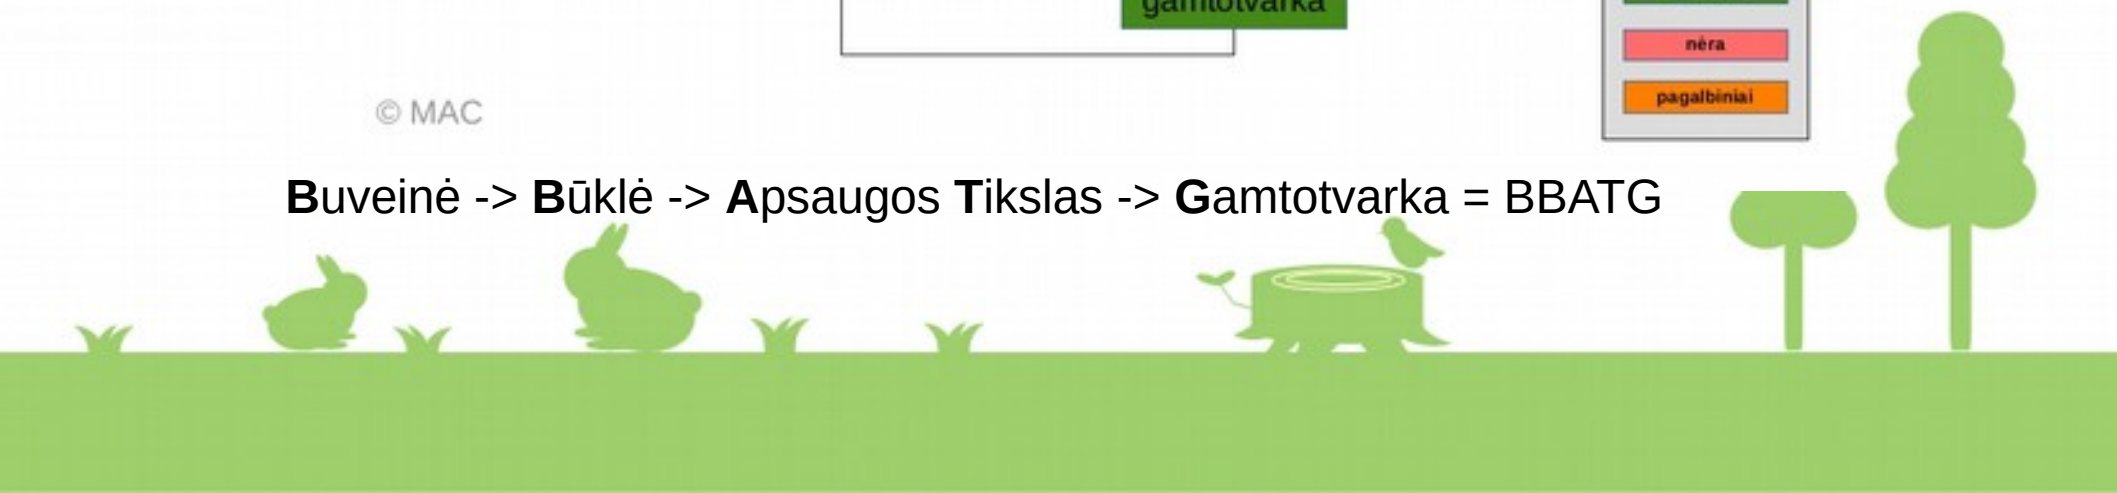 gamtotvarka
nėra
pagalbiniai
© MAC
Buveinė -> Būklė -> Apsaugos Tikslas -> Gamtotvarka = BBATG